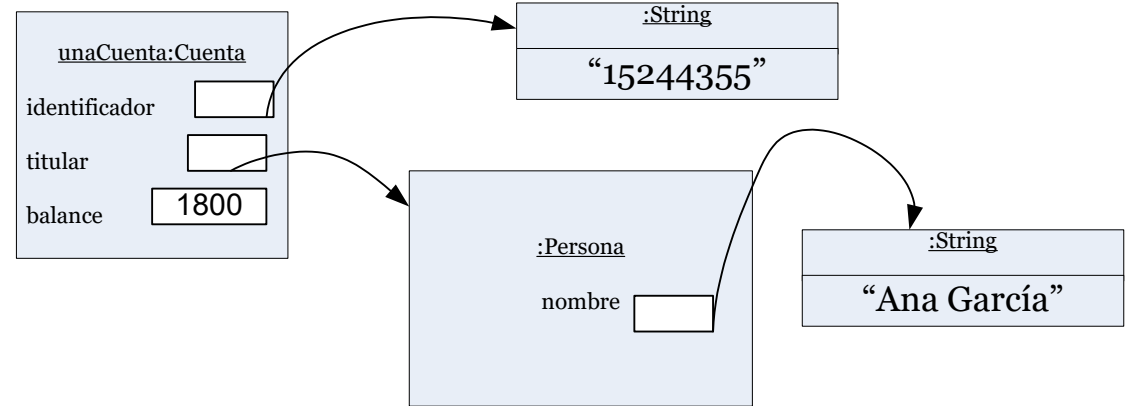 unaCuenta:Cuenta
identificador
titular
balance
1800
:String
“15244355”
:Persona
nombre
:String
“Ana García”